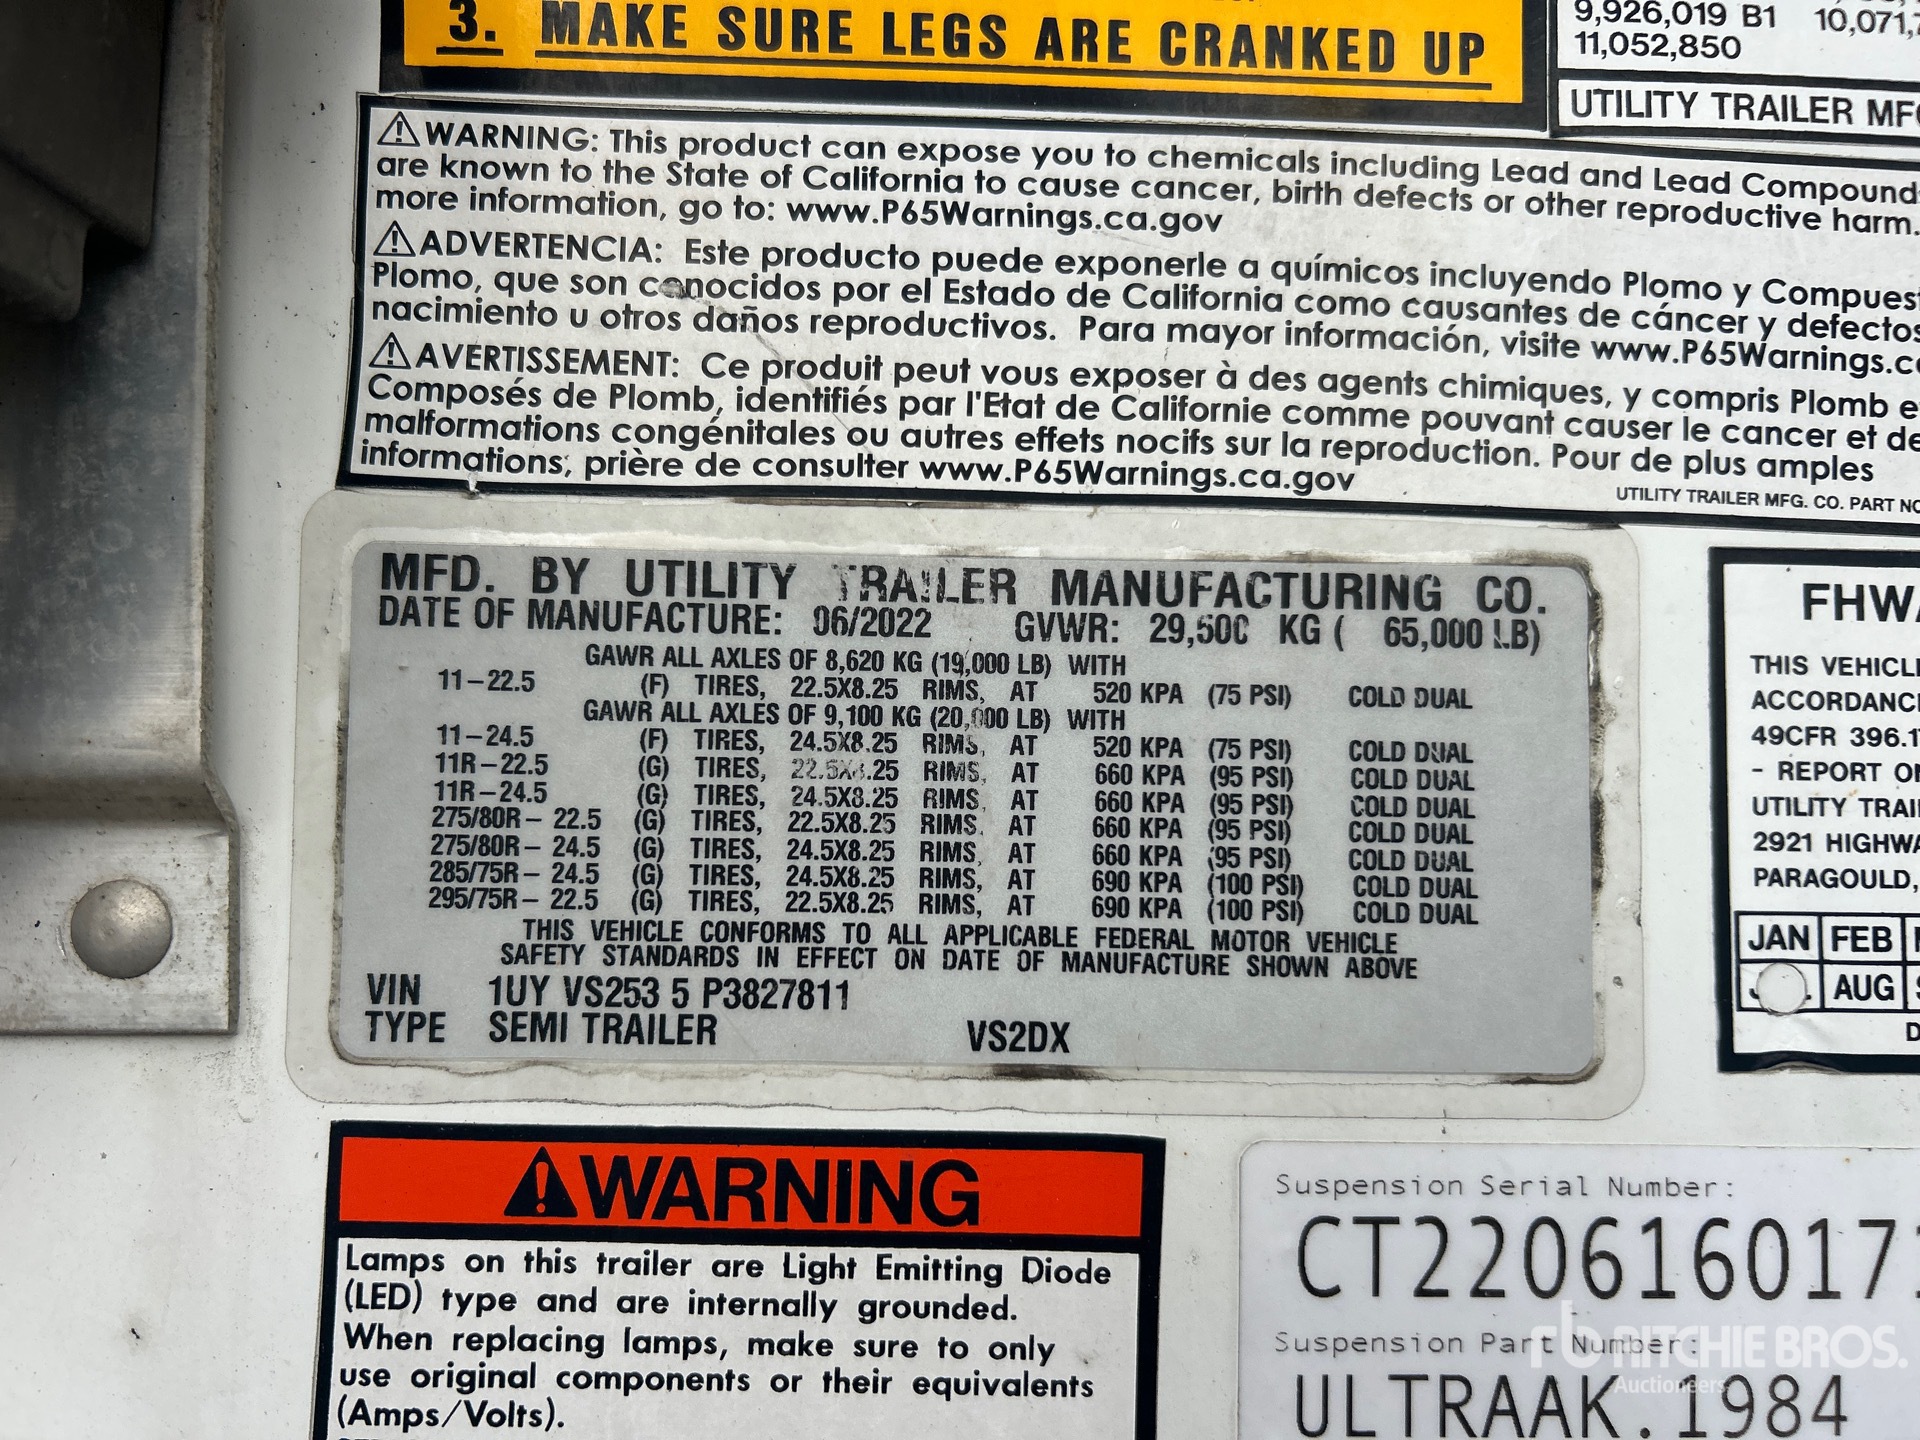 3. MAKE SURE LEGS ARE CRANKED UP
9,926,019 B1 10,071,
11,052,850
UTILITY TRAILER MFG
⚠WARNING: This product can expose you to chemicals including Lead and Lead Compound
are known to the State of California to cause cancer, birth defects or other reproductive harm.
more information, go to: www.P65Warnings.ca.gov
⚠ADVERTENCIA: Este producto puede exponerle a químicos incluyendo Plomo y Compuest
Plomo, que son conocidos por el Estado de California como causantes de cáncer y defectos
nacimiento u otros daños reproductivos. Para mayor información, visite www.P65Warnings.c
⚠AVERTISSEMENT: Ce produit peut vous exposer à des agents chimiques, y compris Plomb e
Composés de Plomb, identifiés par l'Etat de Californie comme pouvant causer le cancer et de
malformations congénitales ou autres effets nocifs sur la reproduction. Pour de plus amples
informations, prière de consulter www.P65Warnings.ca.gov
UTILITY TRAILER MFG. CO. PART NO
MFD. BY UTILITY TRAILER MANUFACTURING CO.
DATE OF MANUFACTURE: 06/2022 GVWR: 29,500 KG ( 65,000 LB)
GAWR ALL AXLES OF 8,620 KG (19,000 LB) WITH
11-22.5 (F) TIRES, 22.5X8.25 RIMS, AT 520 KPA (75 PSI) COLD DUAL
GAWR ALL AXLES OF 9,100 KG (20,000 LB) WITH
11-24.5 (F) TIRES, 24.5X8.25 RIMS, AT 520 KPA (75 PSI) COLD DUAL
11R-22.5 (G) TIRES, 22.5X8.25 RIMS, AT 660 KPA (95 PSI) COLD DUAL
11R-24.5 (G) TIRES, 24.5X8.25 RIMS, AT 660 KPA (95 PSI) COLD DUAL
275/80R- 22.5 (G) TIRES, 22.5X8.25 RIMS, AT 660 KPA (95 PSI) COLD DUAL
275/80R- 24.5 (G) TIRES, 24.5X8.25 RIMS, AT 660 KPA (95 PSI) COLD DUAL
285/75R- 24.5 (G) TIRES, 24.5X8.25 RIMS, AT 690 KPA (100 PSI) COLD DUAL
295/75R- 22.5 (G) TIRES, 22.5X8.25 RIMS, AT 690 KPA (100 PSI) COLD DUAL
THIS VEHICLE CONFORMS TO ALL APPLICABLE FEDERAL MOTOR VEHICLE
SAFETY STANDARDS IN EFFECT ON DATE OF MANUFACTURE SHOWN ABOVE
VIN 1UY VS253 5 P3827811
TYPE SEMI TRAILER VS2DX
FHWA
THIS VEHICLE
ACCORDANC
49CFR 396.1
- REPORT ON
UTILITY TRAI
2921 HIGHWA
PARAGOULD,
JAN FEB
AUG S
D
⚠WARNING
Lamps on this trailer are Light Emitting Diode
(LED) type and are internally grounded.
When replacing lamps, make sure to only
use original components or their equivalents
(Amps/Volts).
Suspension Serial Number:
CT2206160171
Suspension Part Number:
ULTRAAK.1984
rb RITCHIE BROS.
Auctioneers